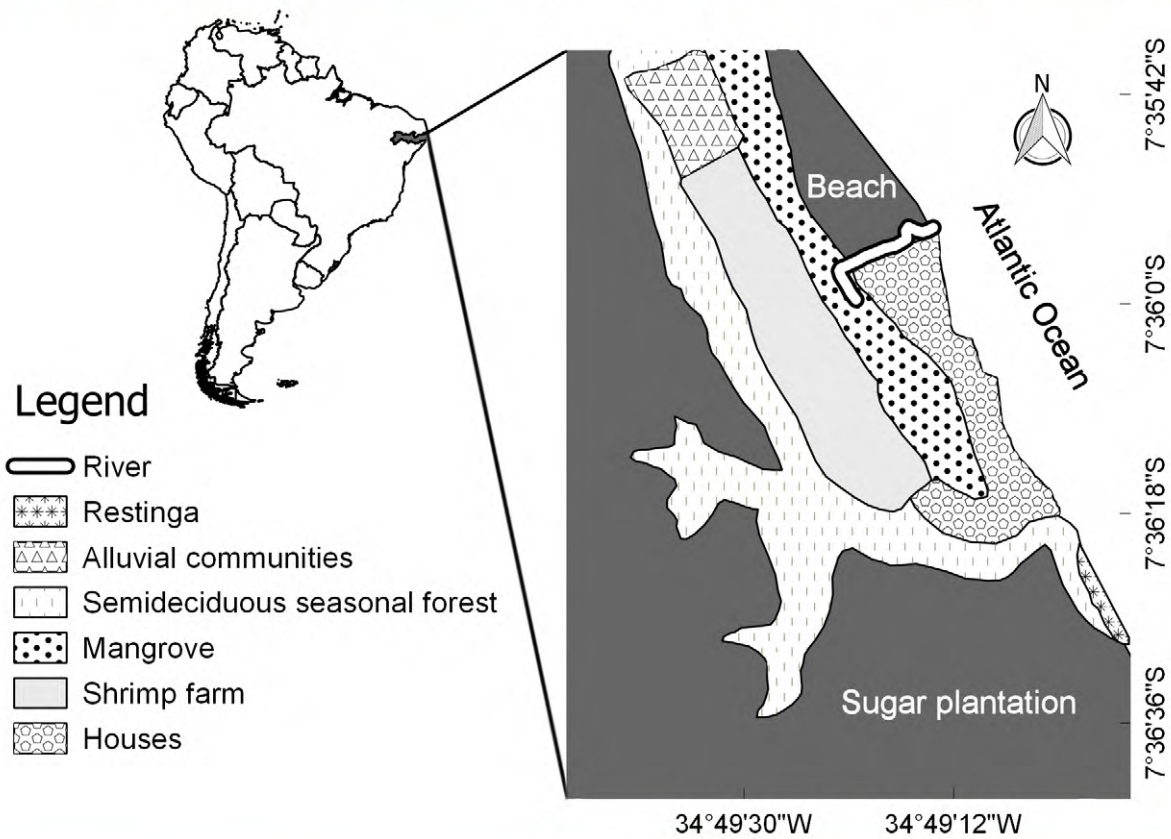 N
Beach
Atlantic Ocean
Sugar plantation
7°35'42"S
7°36'0"S
7°36'18"S
7°36'36"S
34°49'30"W
34°49'12"W
Legend
River
Restinga
Alluvial communities
Semideciduous seasonal forest
Mangrove
Shrimp farm
Houses